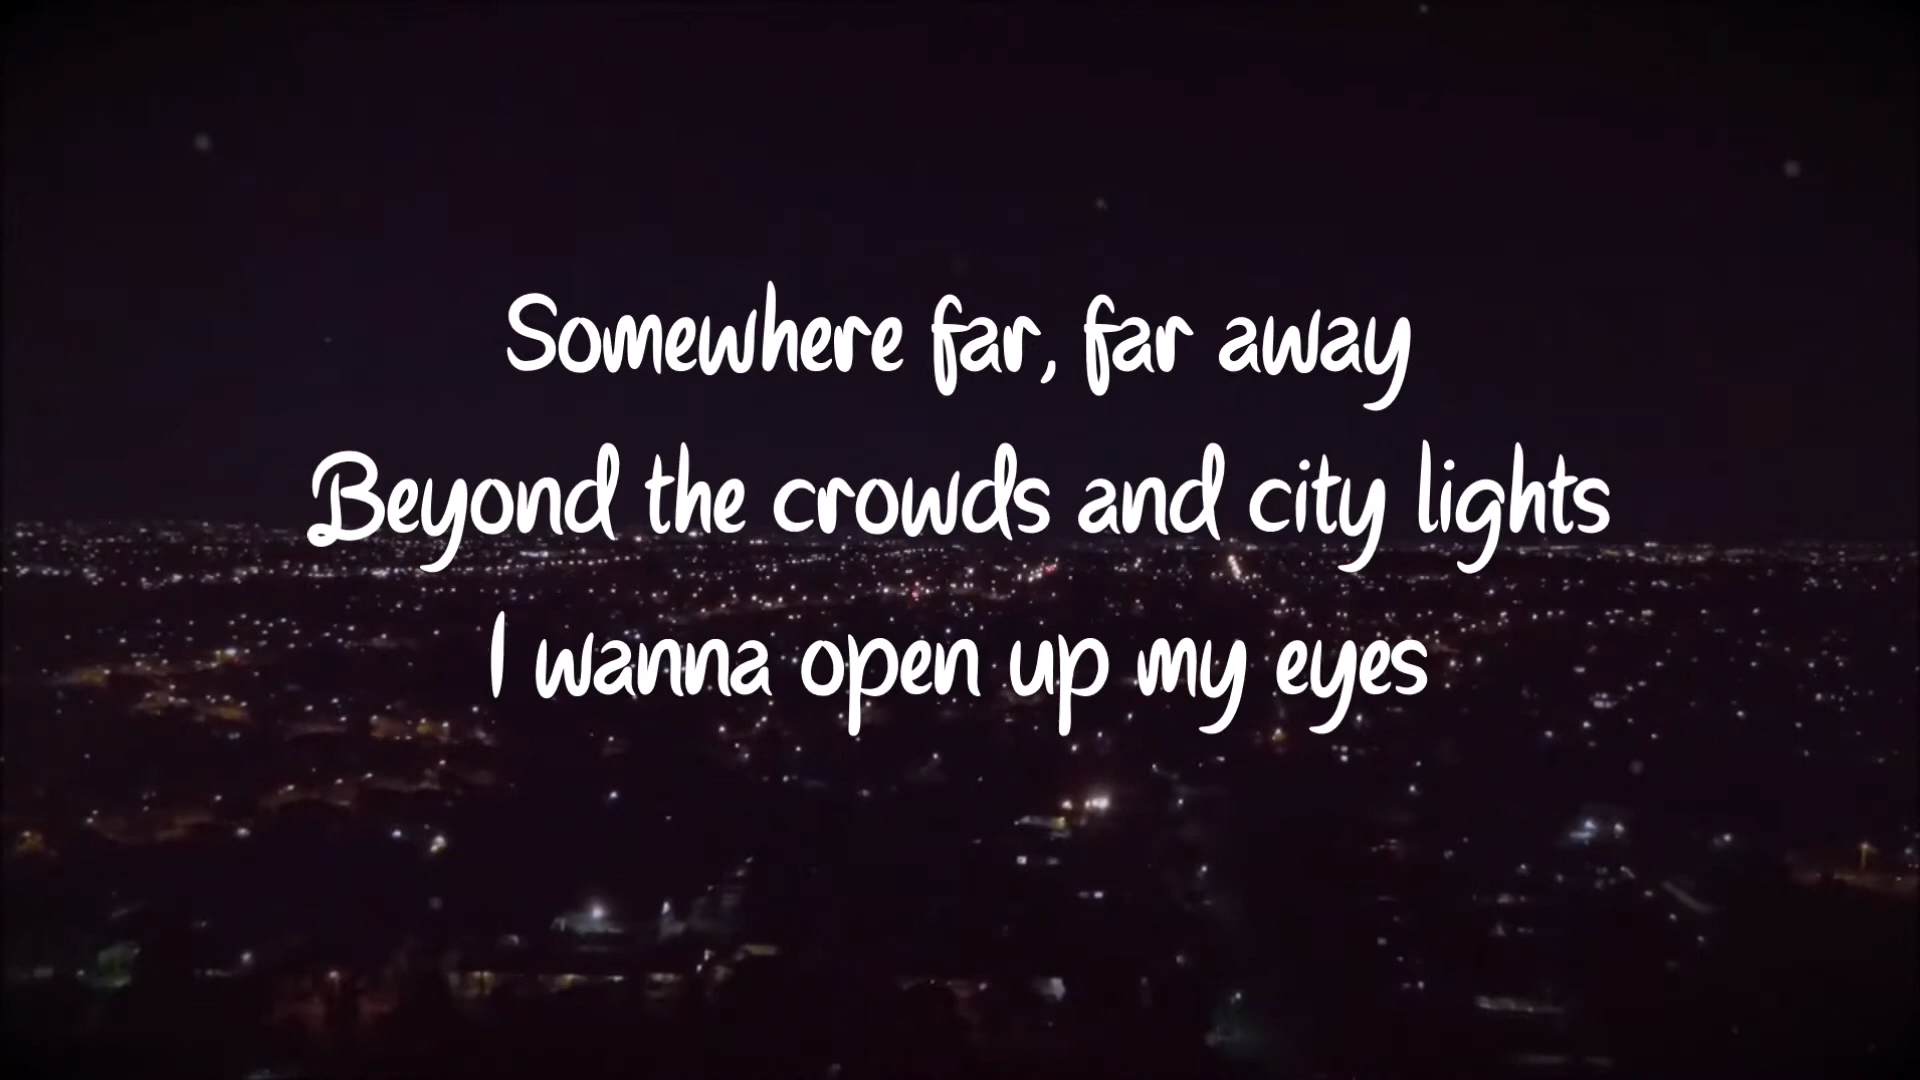 Somewhere far, far away
Beyond the crowds and city lights
I wanna open up my eyes